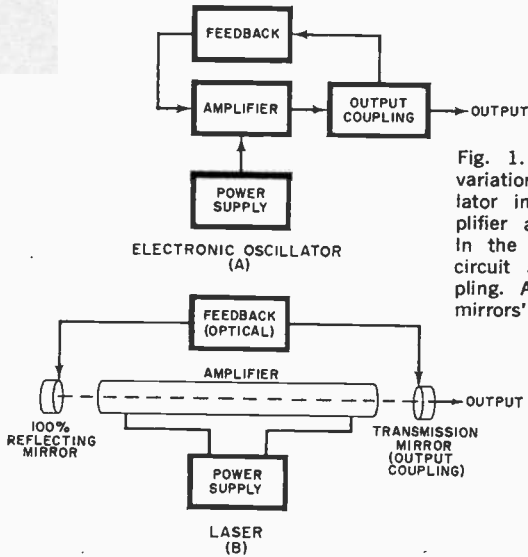 FEEDBACK
AMPLIFIER
OUTPUT
COUPLING
OUTPUT
POWER
SUPPLY
ELECTRONIC OSCILLATOR
(A)
Fig. 1.
variation
lator in
plifier a
In the
circuit
pling. A
mirrors'
FEEDBACK
(OPTICAL)
AMPLIFIER
OUTPUT
100%
REFLECTING
MIRROR
TRANSMISSION
MIRROR
(OUTPUT
COUPLING)
POWER
SUPPLY
LASER
(B)